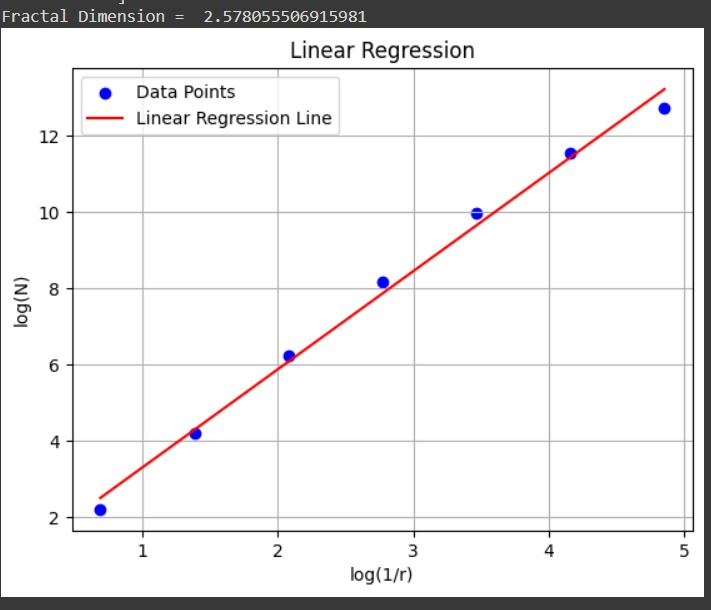 Fractal Dimension =  2.578055506915981
Linear Regression
Data Points
Linear Regression Line
12
10
8
6
4
2
log(N)
1 2 3 4 5
log(1/r)